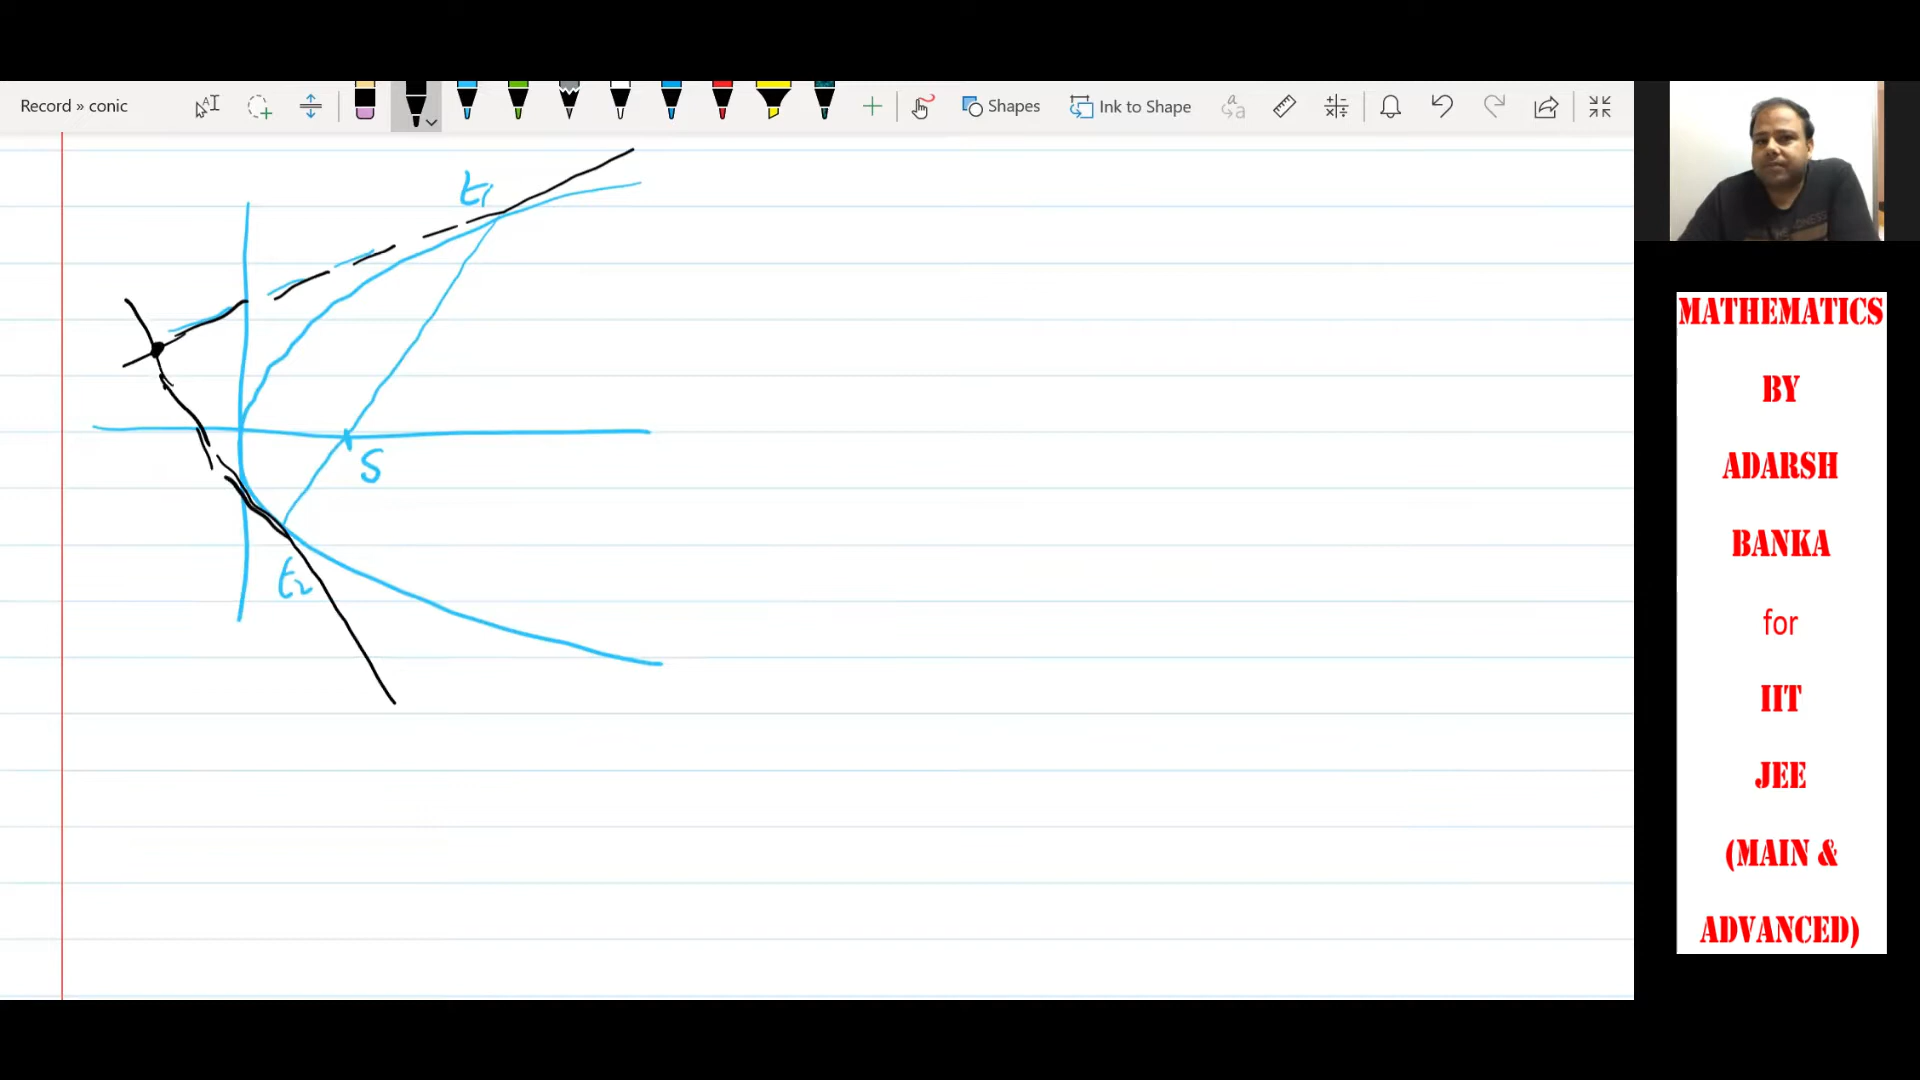 Record » conic
Shapes
Ink to Shape
t₁
S
t₂
MATHEMATICS
BY
ADARSH
BANKA
for
IIT
JEE
(MAIN &
ADVANCED)